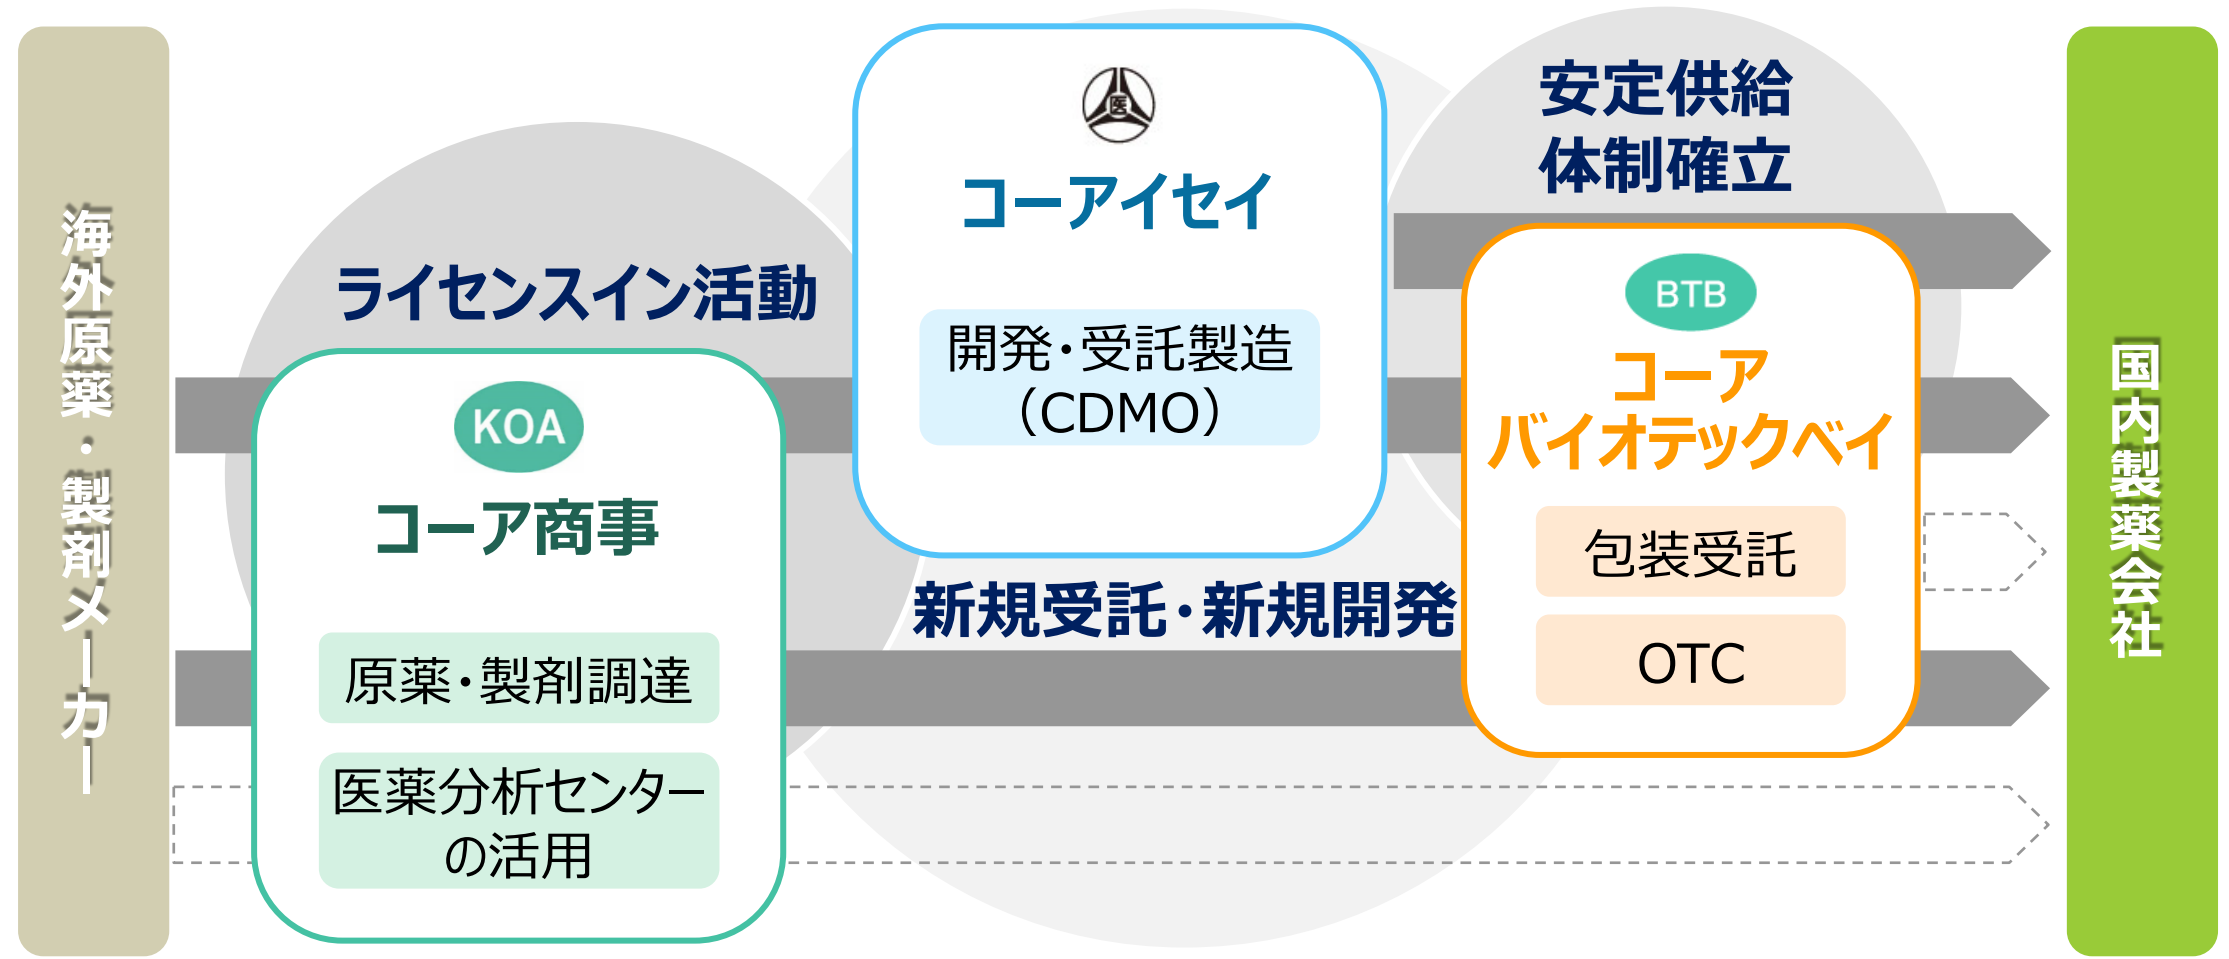 海外原薬・製剤メーカー
ライセンスイン活動
KOA
コーア商事
原薬・製剤調達
医薬分析センター
の活用
医
コーアイセイ
開発・受託製造
（CDMO）
新規受託・新規開発
安定供給
体制確立
BTB
コーア
バイオテックベイ
包装受託
OTC
国内製薬会社